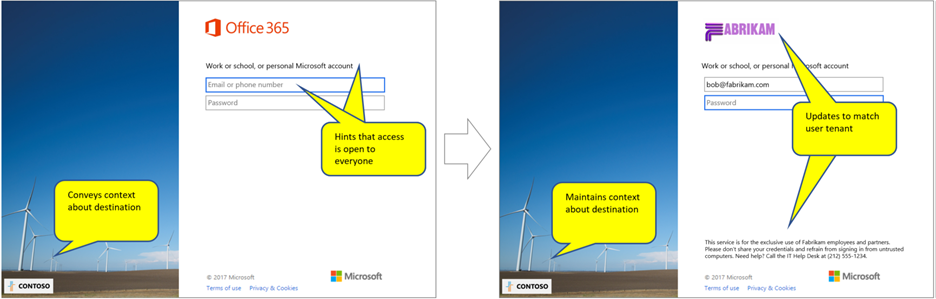 Office 365
Work or school, or personal Microsoft account
Email or phone number
Password
Hints that access
is open to
everyone
Conveys context
about destination
CONTOSO
© 2017 Microsoft
Terms of use Privacy & Cookies
Microsoft
FABRIKAM
Work or school, or personal Microsoft account
bob@fabrikam.com
Password
Updates to match
user tenant
Maintains context
about destination
This service is for the exclusive use of Fabrikam employees and partners.
Please don't share your credentials and refrain from signing in from untrusted
computers. Need help? Call the IT Help Desk at (212) 555-1234.
CONTOSO
© 2017 Microsoft
Terms of use Privacy & Cookies
Microsoft